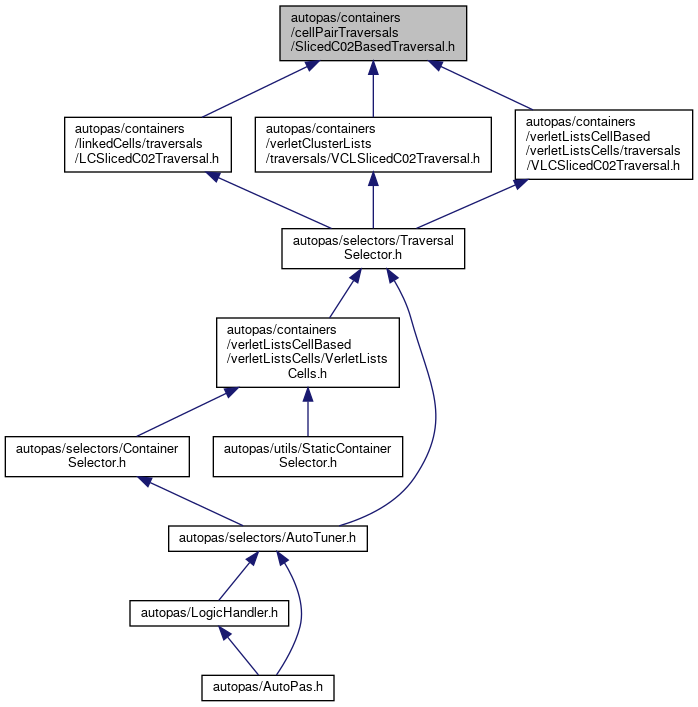 autopas/containers
/cellPairTraversals
/SlicedC02BasedTraversal.h
autopas/containers
/linkedCells/traversals
/LCSlicedC02Traversal.h
autopas/containers
/verletClusterLists
/traversals/VCLSlicedC02Traversal.h
autopas/containers
/verletListsCellBased
/verletListsCells/traversals
/VLCSlicedC02Traversal.h
autopas/selectors/Traversal
Selector.h
autopas/containers
/verletListsCellBased
/verletListsCells/VerletLists
Cells.h
autopas/selectors/Container
Selector.h
autopas/utils/StaticContainer
Selector.h
autopas/selectors/AutoTuner.h
autopas/LogicHandler.h
autopas/AutoPas.h